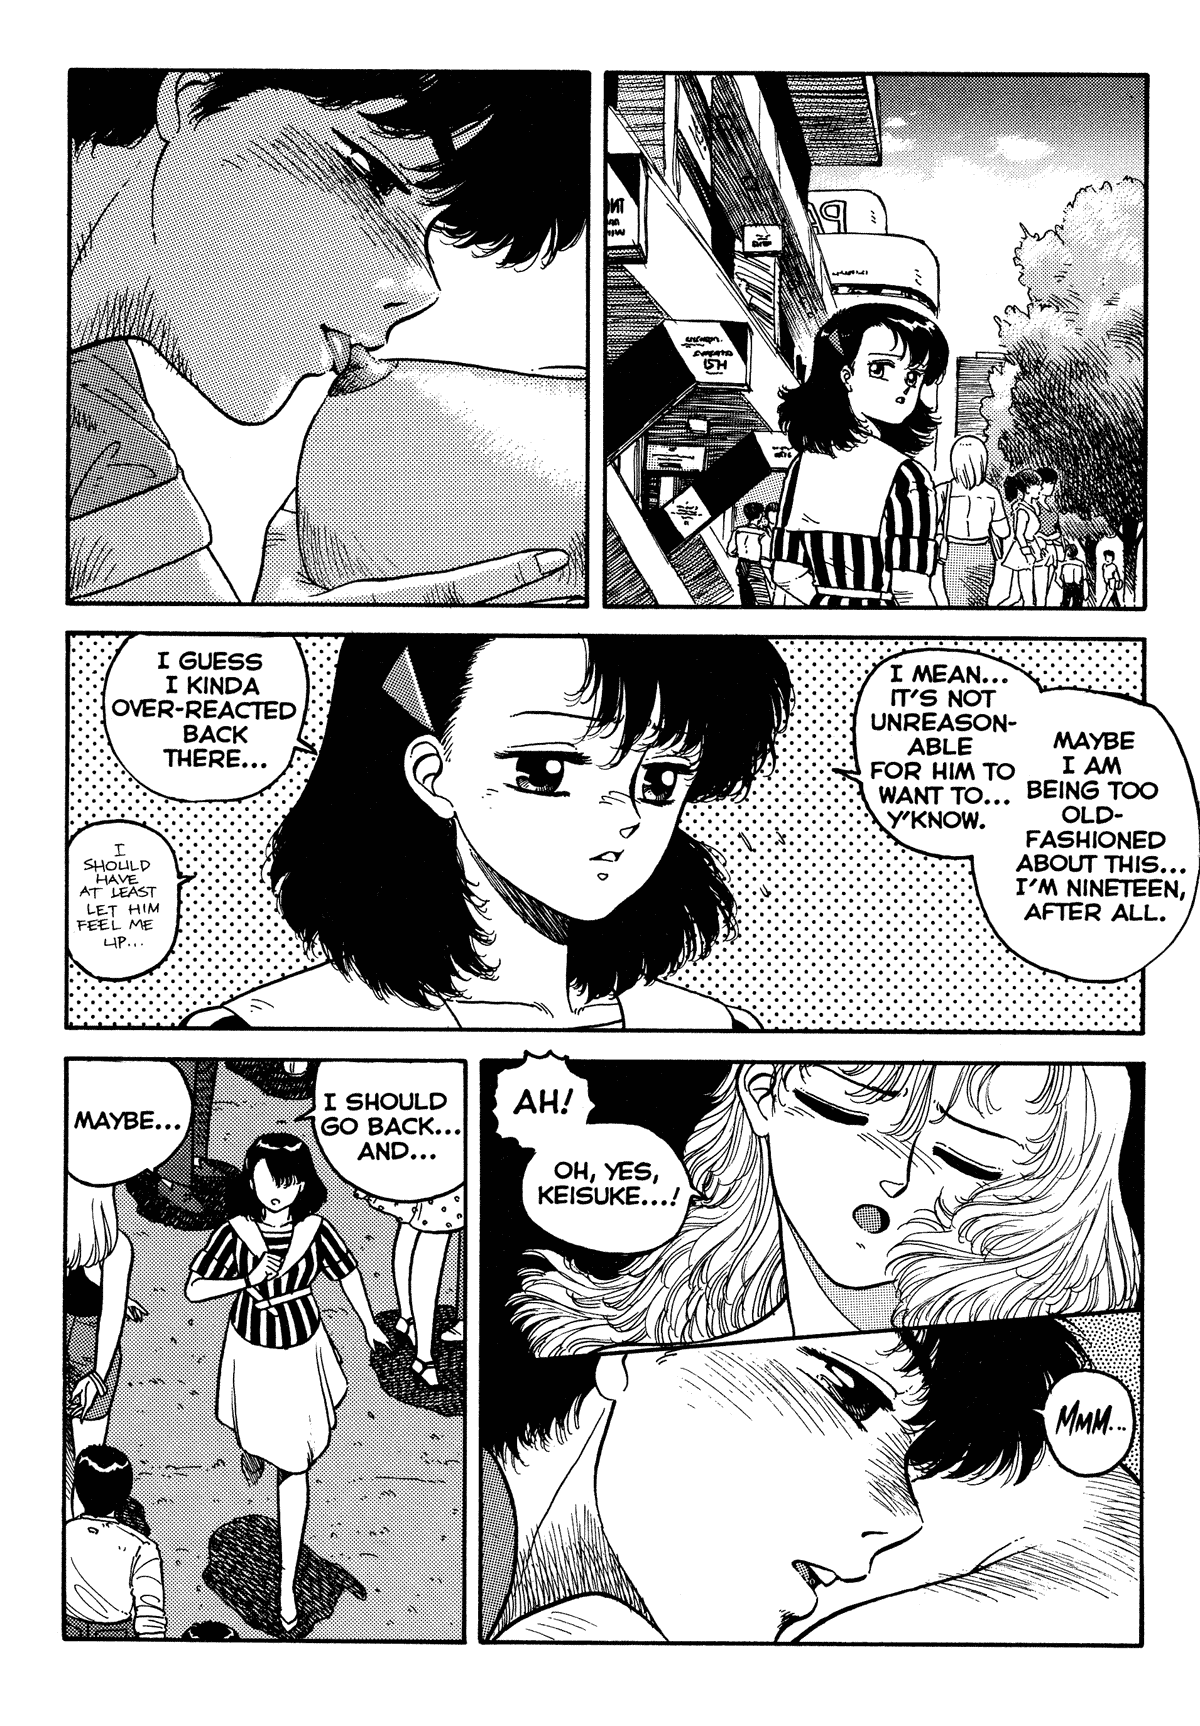 I GUESS
I KINDA
OVER-REACTED
BACK
THERE...
I
SHOULD
HAVE
AT LEAST
LET HIM
FEEL ME
UP...
I MEAN...
IT'S NOT
UNREASON-
ABLE
FOR HIM TO
WANT TO...
Y'KNOW.
MAYBE
I AM
BEING TOO
OLD-
FASHIONED
ABOUT THIS...
I'M NINETEEN,
AFTER ALL.
MAYBE...
I SHOULD
GO BACK...
AND...
AH!
OH, YES,
KEISUKE...!
MMM...